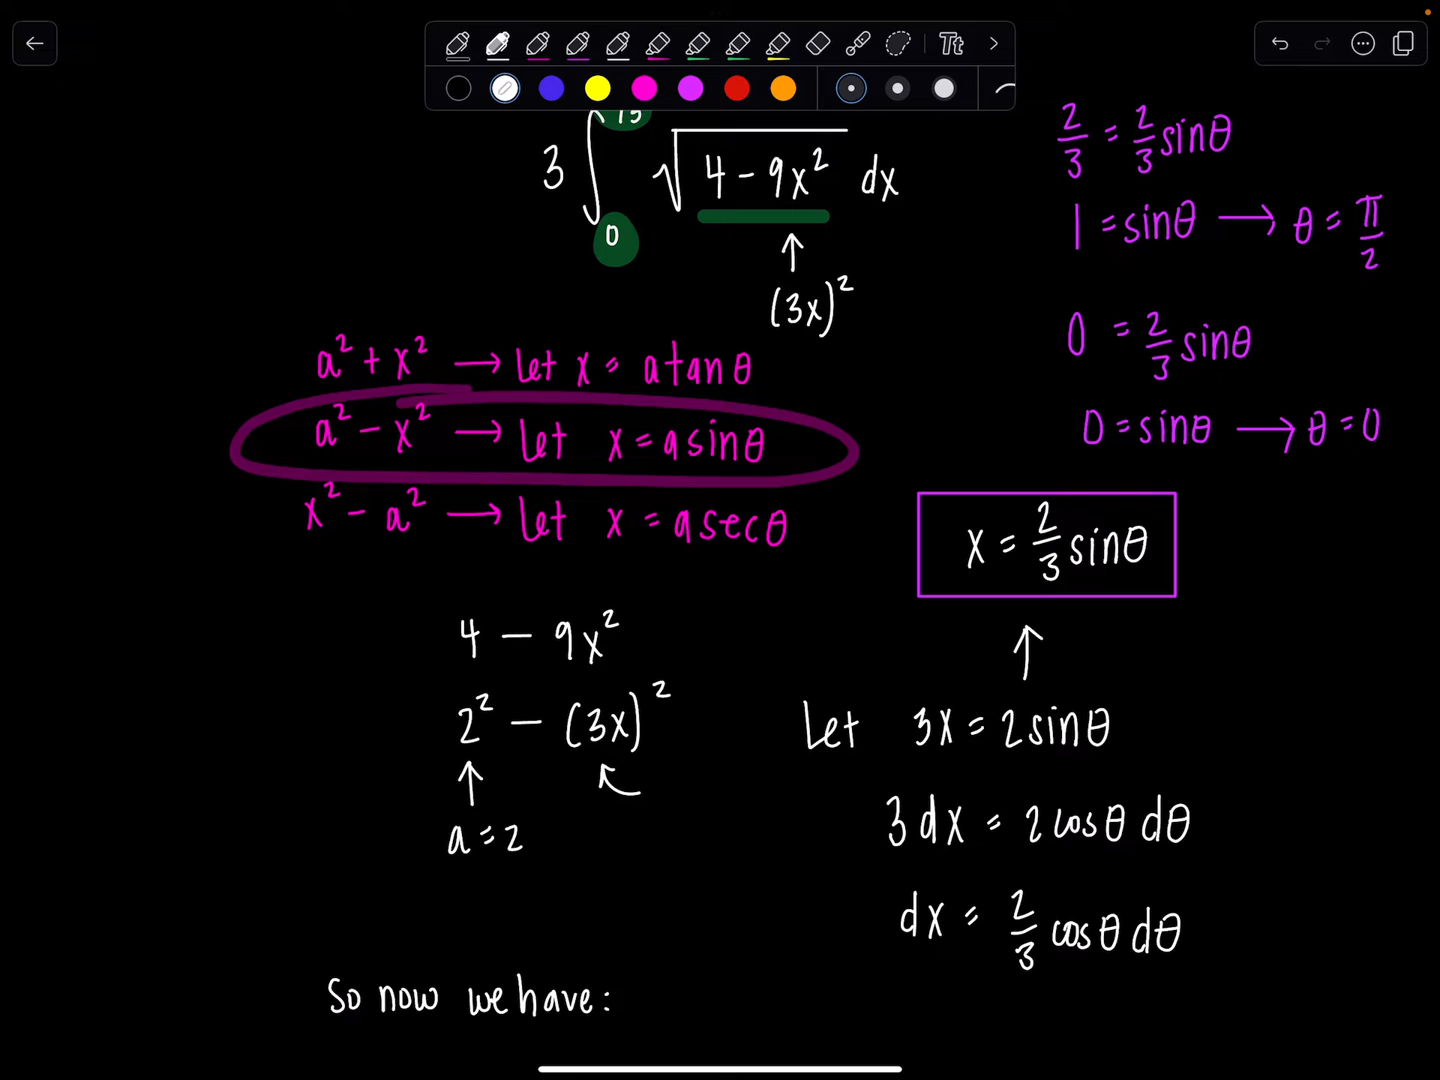 Tt
3 ∫₀ √(4 - 9x²) dx
(3x)²
a² + x² → Let x = a tan θ
a² - x² → Let x = a sin θ
x² - a² → Let x = a sec θ
4 - 9x²
2² - (3x)²
a = 2
2/3 = 2/3 sin θ
1 = sin θ → θ = π/2
0 = 2/3 sin θ
0 = sin θ → θ = 0
x = 2/3 sin θ
Let 3x = 2 sin θ
3 dx = 2 cos θ dθ
dx = 2/3 cos θ dθ
So now we have: